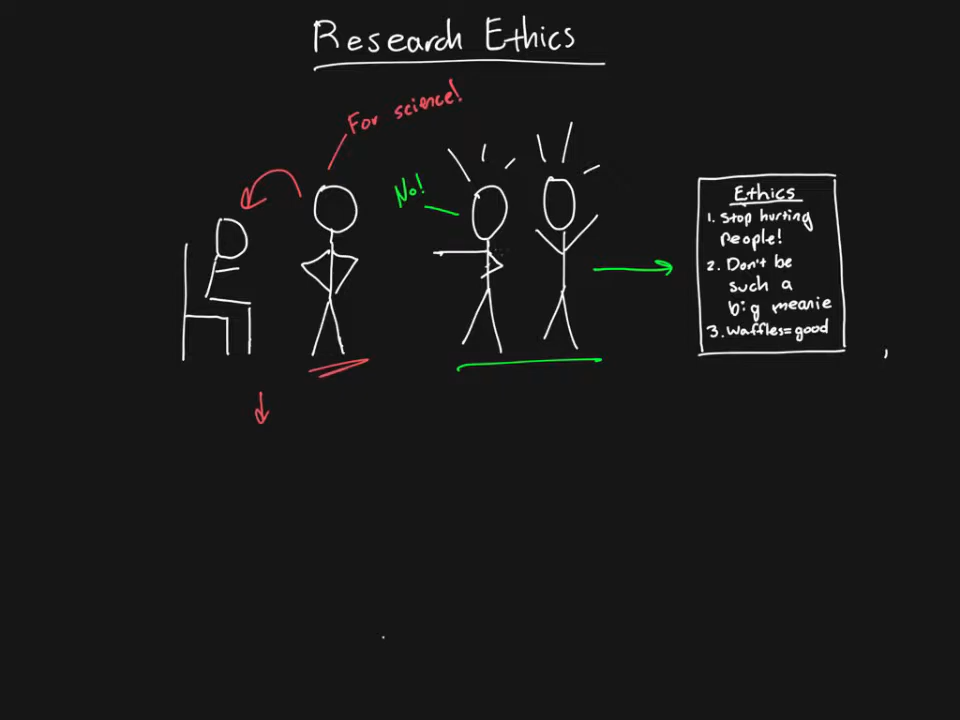 Research Ethics
For science!
No!
Ethics
1. Stop hurting
people!
2. Don't be
such a
big meanie
3. Waffles=good